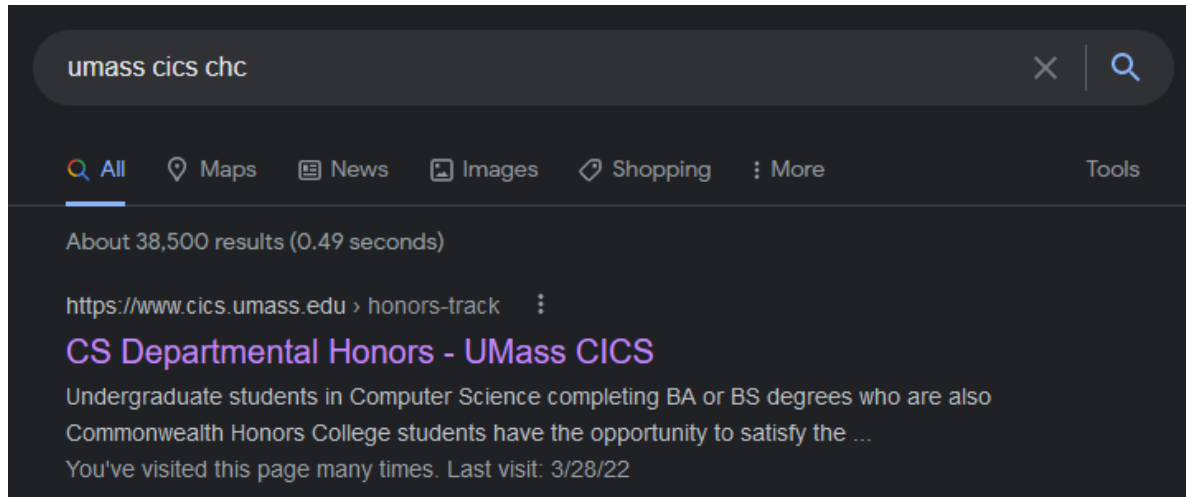 umass cics chc
All Maps News Images Shopping More Tools
About 38,500 results (0.49 seconds)
https://www.cics.umass.edu › honors-track
CS Departmental Honors - UMass CICS
Undergraduate students in Computer Science completing BA or BS degrees who are also
Commonwealth Honors College students have the opportunity to satisfy the ...
You've visited this page many times. Last visit: 3/28/22